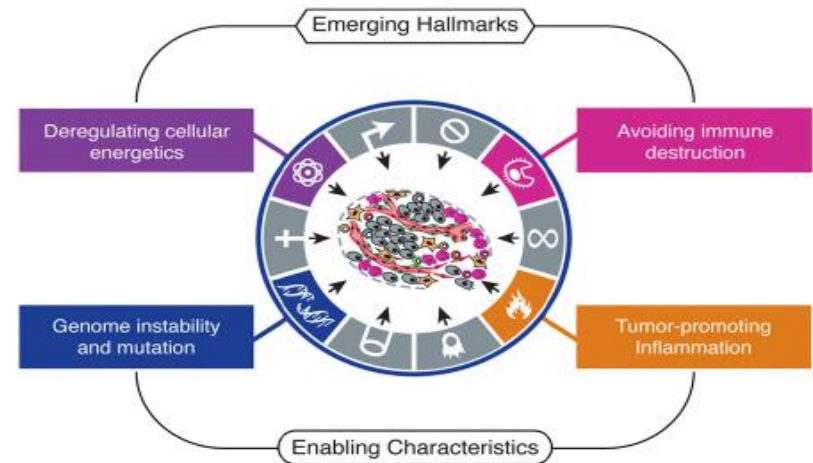 Emerging Hallmarks
Deregulating cellular
energetics
Avoiding immune
destruction
Genome instability
and mutation
Tumor-promoting
Inflammation
Enabling Characteristics